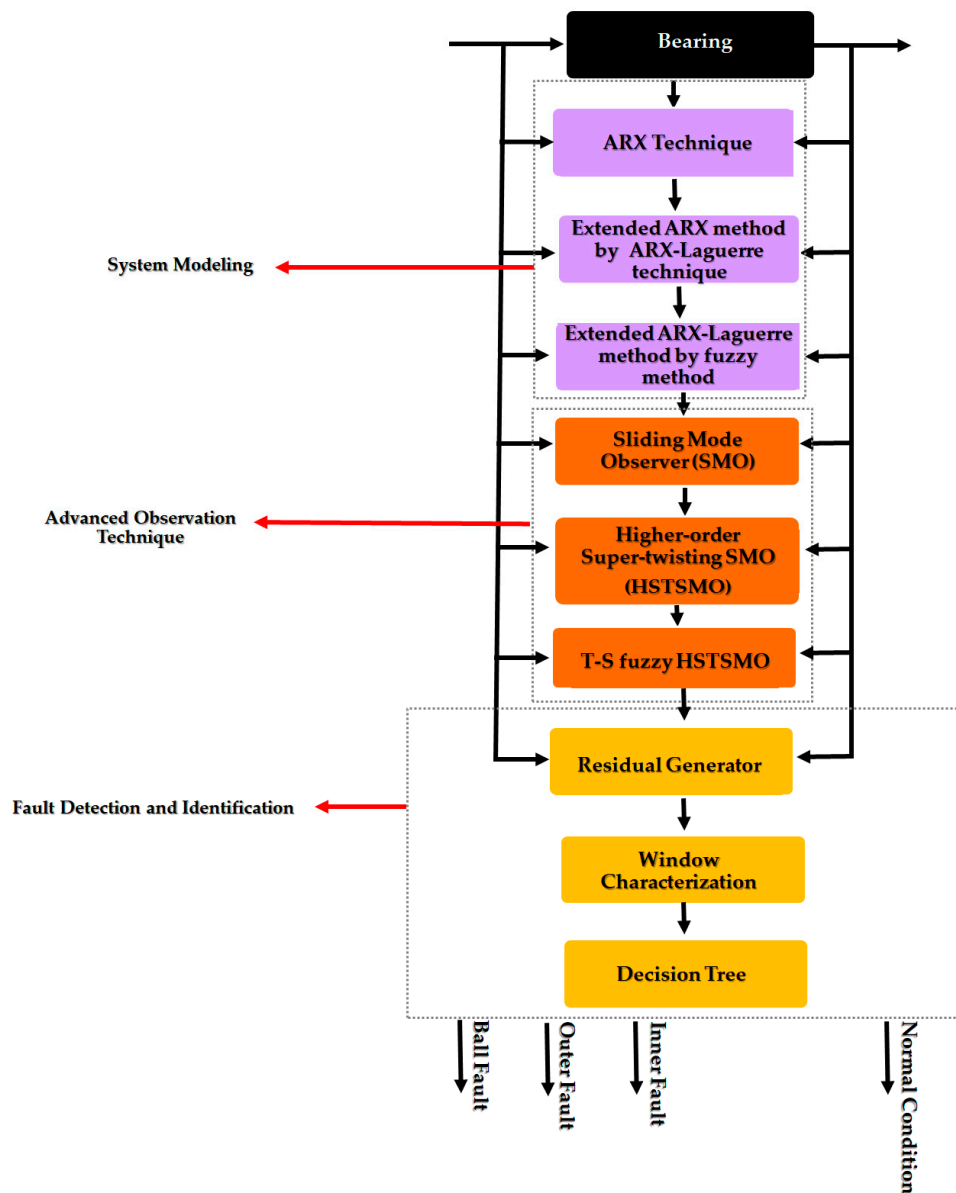 Bearing
ARX Technique
Extended ARX method
by ARX-Laguerre
technique
System Modeling
Extended ARX-Laguerre
method by fuzzy
method
Sliding Mode
Observer (SMO)
Advanced Observation
Technique
Higher-order
Super-twisting SMO
(HSTSMO)
T-S fuzzy HSTSMO
Residual Generator
Fault Detection and Identification
Window
Characterization
Decision Tree
Ball Fault
Outer Fault
Inner Fault
Normal Condition